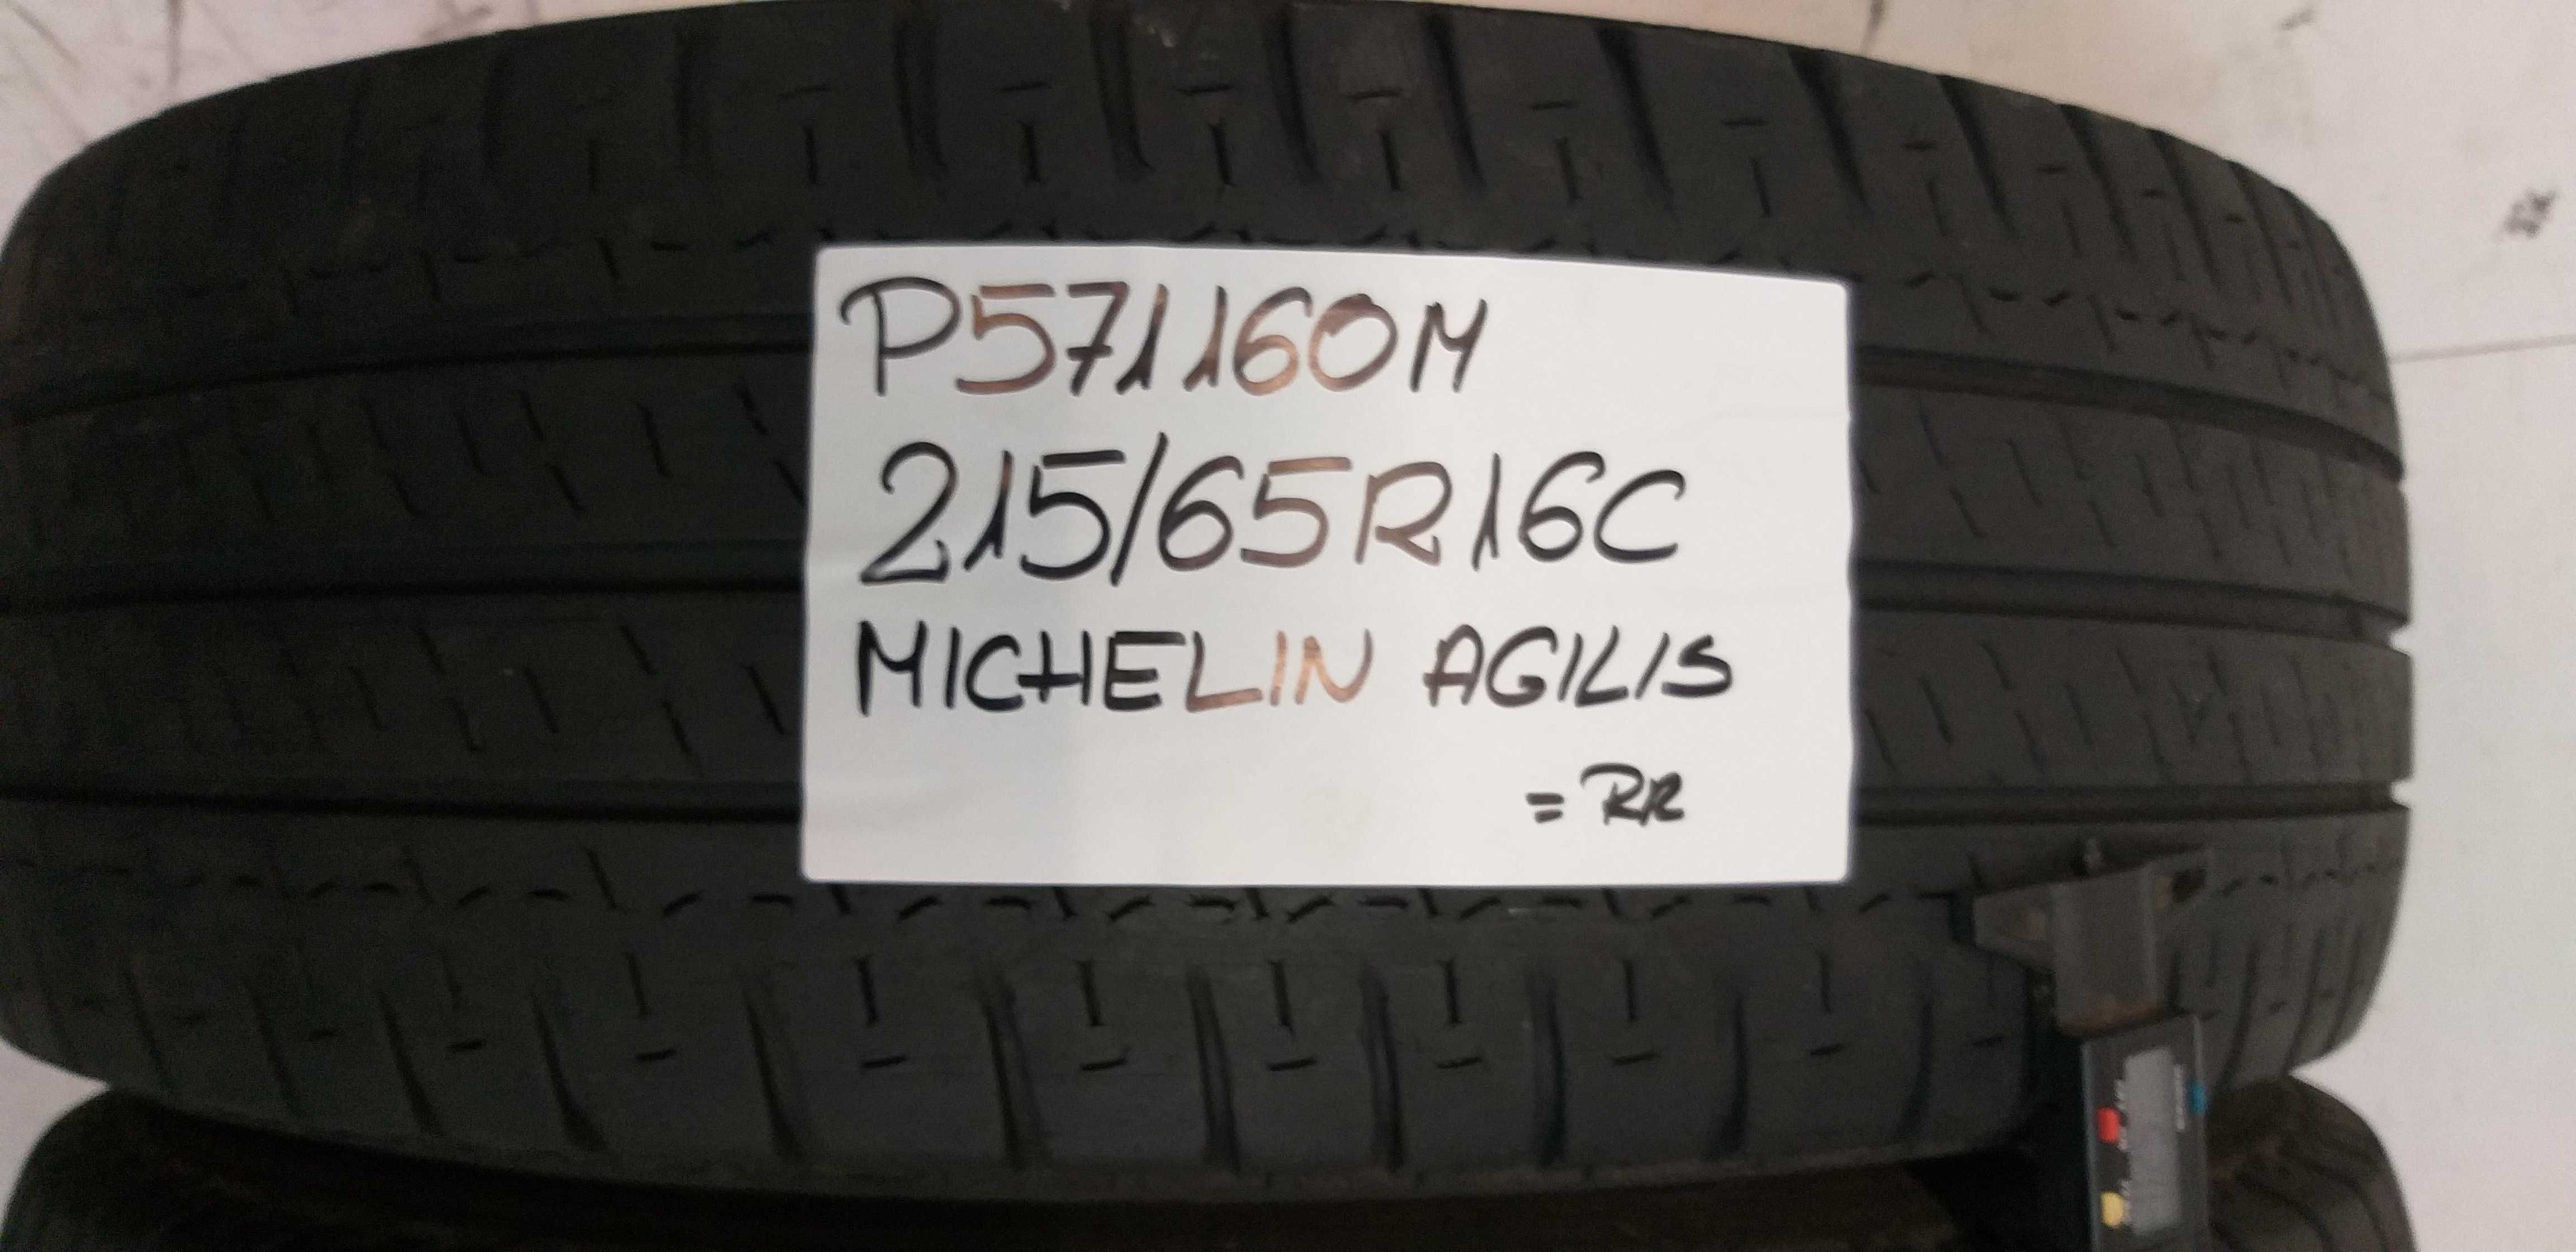 P571160M
215/65R16C
MICHELIN AGILIS
= RR